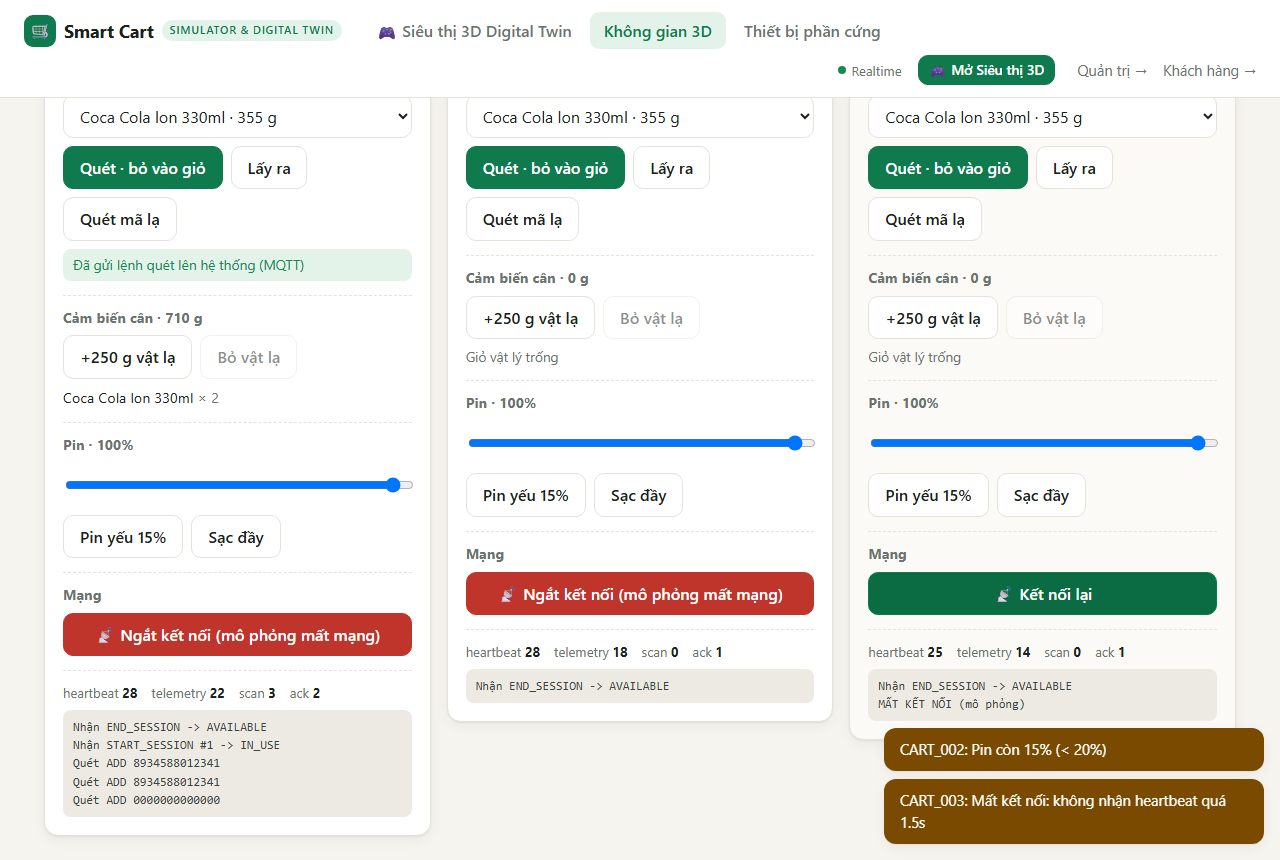 Smart Cart
SIMULATOR & DIGITAL TWIN
Siêu thị 3D Digital Twin
Không gian 3D
Thiết bị phần cứng
Realtime
Mở Siêu thị 3D
Quản trị →
Khách hàng →
Coca Cola lon 330ml · 355 g
Quét · bỏ vào giỏ
Lấy ra
Quét mã lạ
Đã gửi lệnh quét lên hệ thống (MQTT)
Cảm biến cân · 710 g
+250 g vật lạ
Bỏ vật lạ
Coca Cola lon 330ml × 2
Pin · 100%
Pin yếu 15%
Sạc đầy
Mạng
Ngắt kết nối (mô phỏng mất mạng)
heartbeat 28 telemetry 22 scan 3 ack 2
Nhận END_SESSION -> AVAILABLE
Nhận START_SESSION #1 -> IN_USE
Quét ADD 8934588012341
Quét ADD 8934588012341
Quét ADD 0000000000000
Coca Cola lon 330ml · 355 g
Quét · bỏ vào giỏ
Lấy ra
Quét mã lạ
Cảm biến cân · 0 g
+250 g vật lạ
Bỏ vật lạ
Giỏ vật lý trống
Pin · 100%
Pin yếu 15%
Sạc đầy
Mạng
Ngắt kết nối (mô phỏng mất mạng)
heartbeat 28 telemetry 18 scan 0 ack 1
Nhận END_SESSION -> AVAILABLE
Coca Cola lon 330ml · 355 g
Quét · bỏ vào giỏ
Lấy ra
Quét mã lạ
Cảm biến cân · 0 g
+250 g vật lạ
Bỏ vật lạ
Giỏ vật lý trống
Pin · 100%
Pin yếu 15%
Sạc đầy
Mạng
Kết nối lại
heartbeat 25 telemetry 14 scan 0 ack 1
Nhận END_SESSION -> AVAILABLE
MẤT KẾT NỐI (mô phỏng)
CART_002: Pin còn 15% (< 20%)
CART_003: Mất kết nối: không nhận heartbeat quá
1.5s